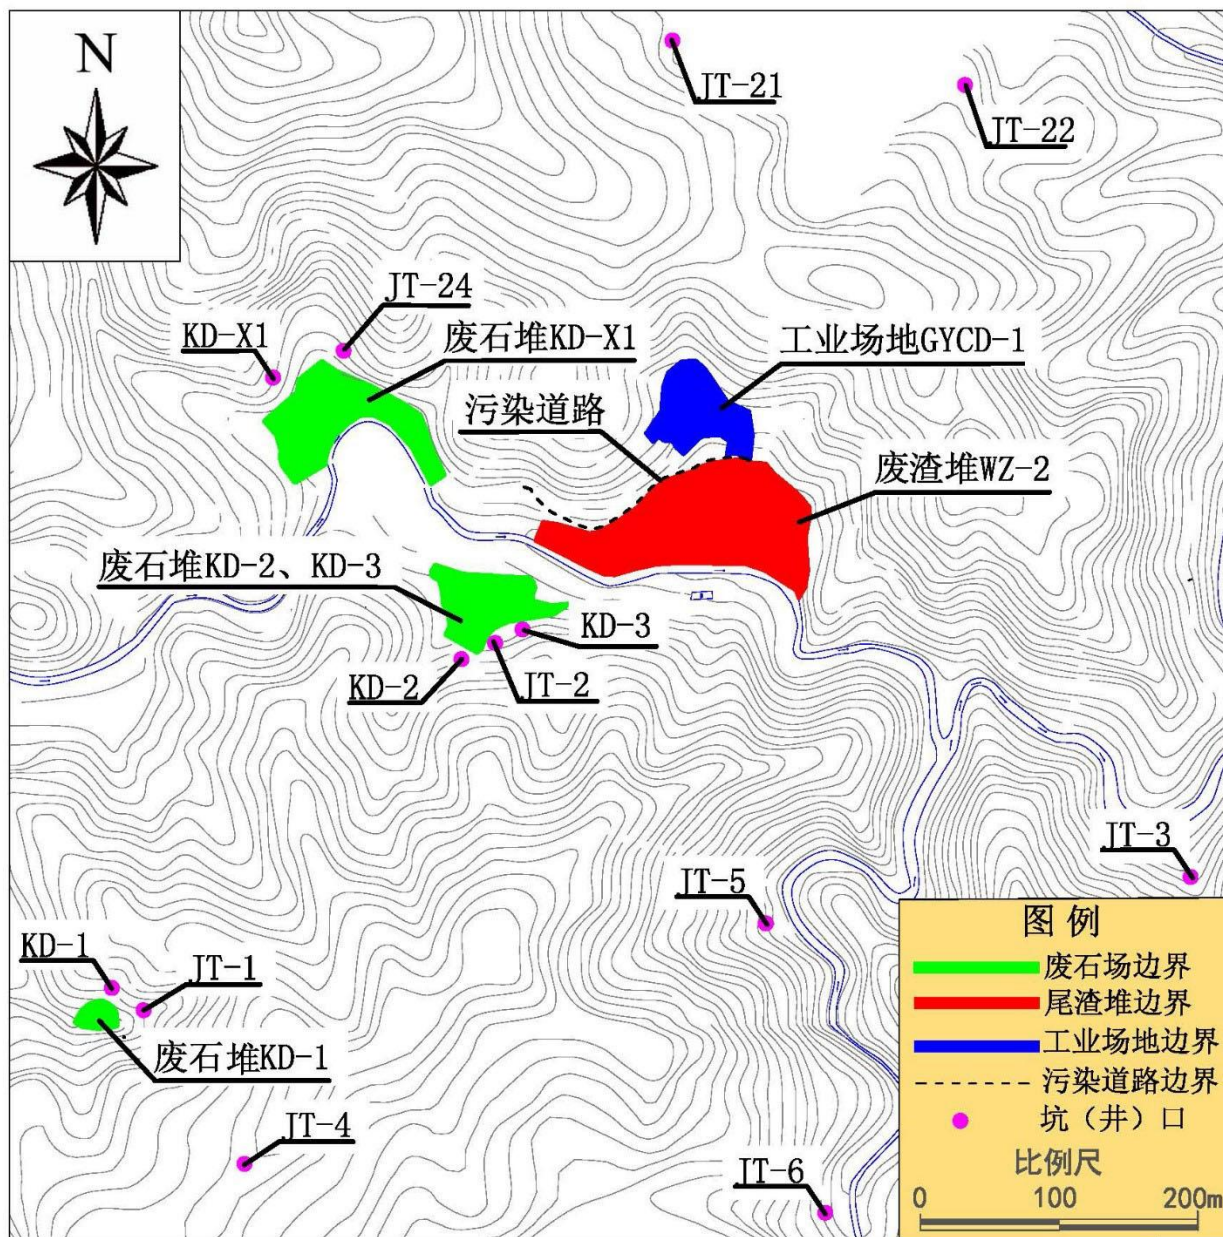 N
JT-21
JT-22
JT-24
KD-X1
废石堆KD-X1
工业场地GYCD-1
污染道路
废渣堆WZ-2
废石堆KD-2、KD-3
KD-3
KD-2
JT-2
JT-3
JT-5
KD-1
JT-1
废石堆KD-1
JT-4
JT-6
图例
废石场边界
尾渣堆边界
工业场地边界
污染道路边界
坑（井）口
比例尺
0 100 200m